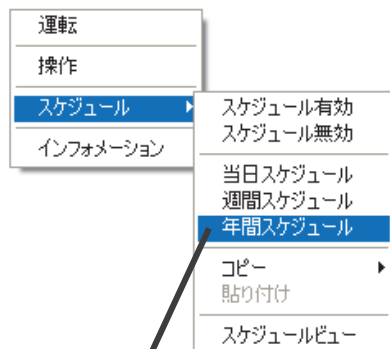 運転
操作
スケジュール
インフォメーション
スケジュール有効
スケジュール無効
当日スケジュール
週間スケジュール
年間スケジュール
コピー
貼り付け
スケジュールビュー